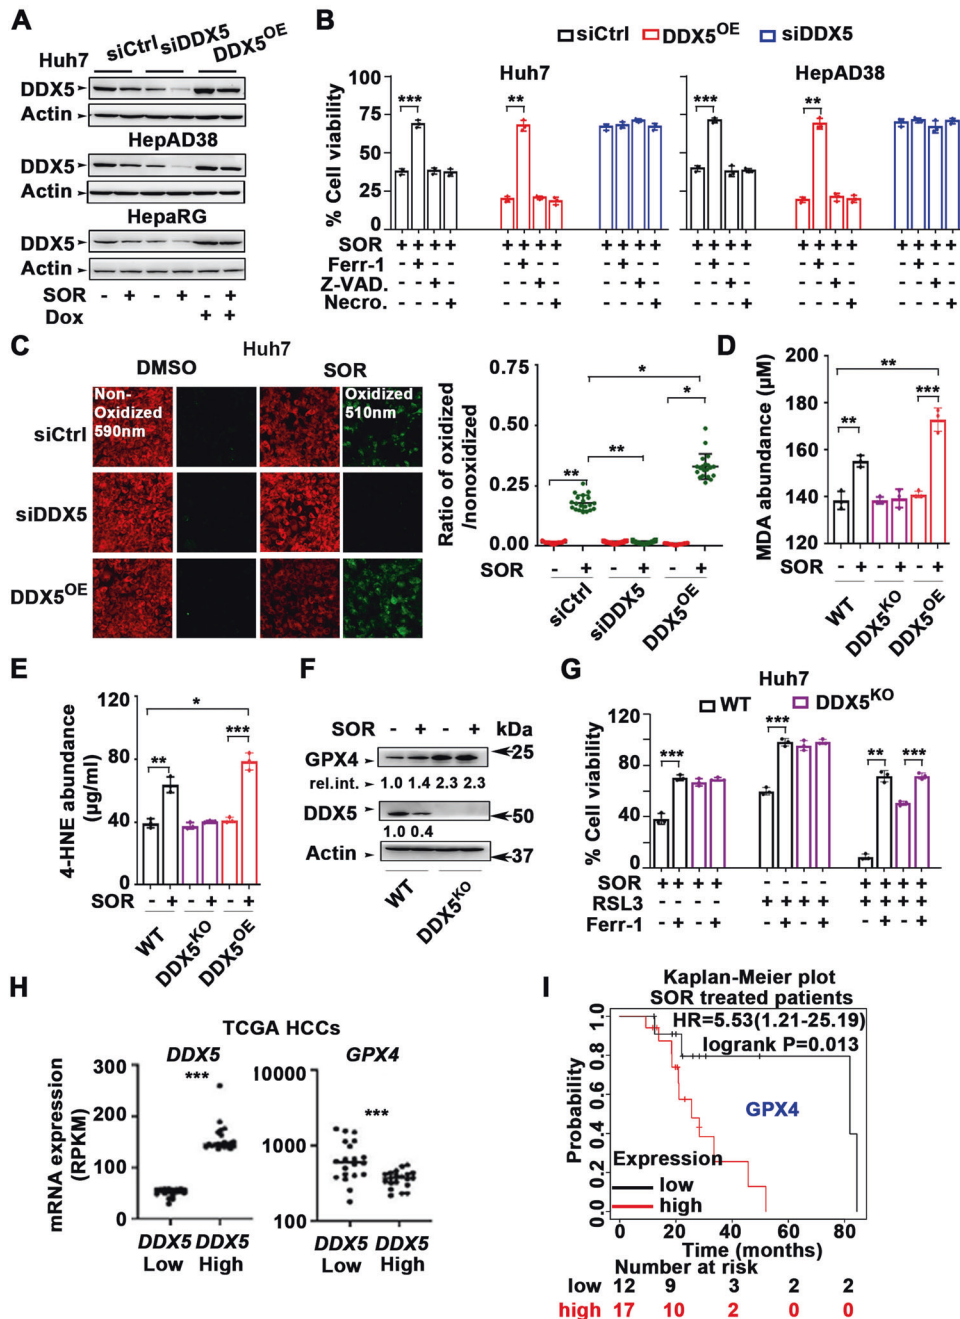 A
siCtrl siDDX5 DDX5OE
Huh7
DDX5
Actin
HepAD38
DDX5
Actin
HepaRG
DDX5
Actin
SOR - + - + - +
Dox + +
B
siCtrl DDX5OE siDDX5
Huh7 HepAD38
% Cell viability
100
75
50
25
0
*** ** *** **
SOR + + + + + + + + + + + + + + + + + + + + + + + +
Ferr-1 - + - - - + - - - + - - - + - - - + - - - + - -
Z-VAD. - - + - - - + - - - + - - - + - - - + - - - + -
Necro. - - - + - - - + - - - + - - - + - - - + - - - +
C
Huh7
DMSO SOR
Non-Oxidized 590nm
Oxidized 510nm
siCtrl
siDDX5
DDX5OE
Ratio of oxidized
/nonoxidized
0.75
0.50
0.25
0.00
*
*
**
**
SOR - + - + - +
siCtrl siDDX5 DDX5OE
D
MDA abundance (µM)
200
180
160
140
120
**
***
**
SOR - + - + - +
WT DDX5KO DDX5OE
E
4-HNE abundance
(µg/ml)
120
80
40
0
*
***
**
SOR - + - + - +
WT DDX5KO DDX5OE
F
SOR - + - + kDa
GPX4 25
rel.int. 1.0 1.4 2.3 2.3
DDX5 50
1.0 0.4
Actin 37
WT DDX5KO
G
Huh7
WT DDX5KO
% Cell viability
120
80
40
0
*** *** ** ***
SOR + + + + - - - - + + + +
RSL3 - - - - + + + + + + + +
Ferr-1 - + - + - + - + - + - +
H
TCGA HCCs
DDX5 GPX4
mRNA expression
(RPKM)
300
200
100
0
***
10000
1000
100
***
DDX5 DDX5 DDX5 DDX5
Low High Low High
I
Kaplan-Meier plot
SOR treated patients
HR=5.53(1.21-25.19)
logrank P=0.013
GPX4
Probability
1.0
0.8
0.6
0.4
0.2
0.0
Expression
low
high
0 20 40 60 80
Time (months)
Number at risk
low 12 9 3 2 2
high 17 10 2 0 0